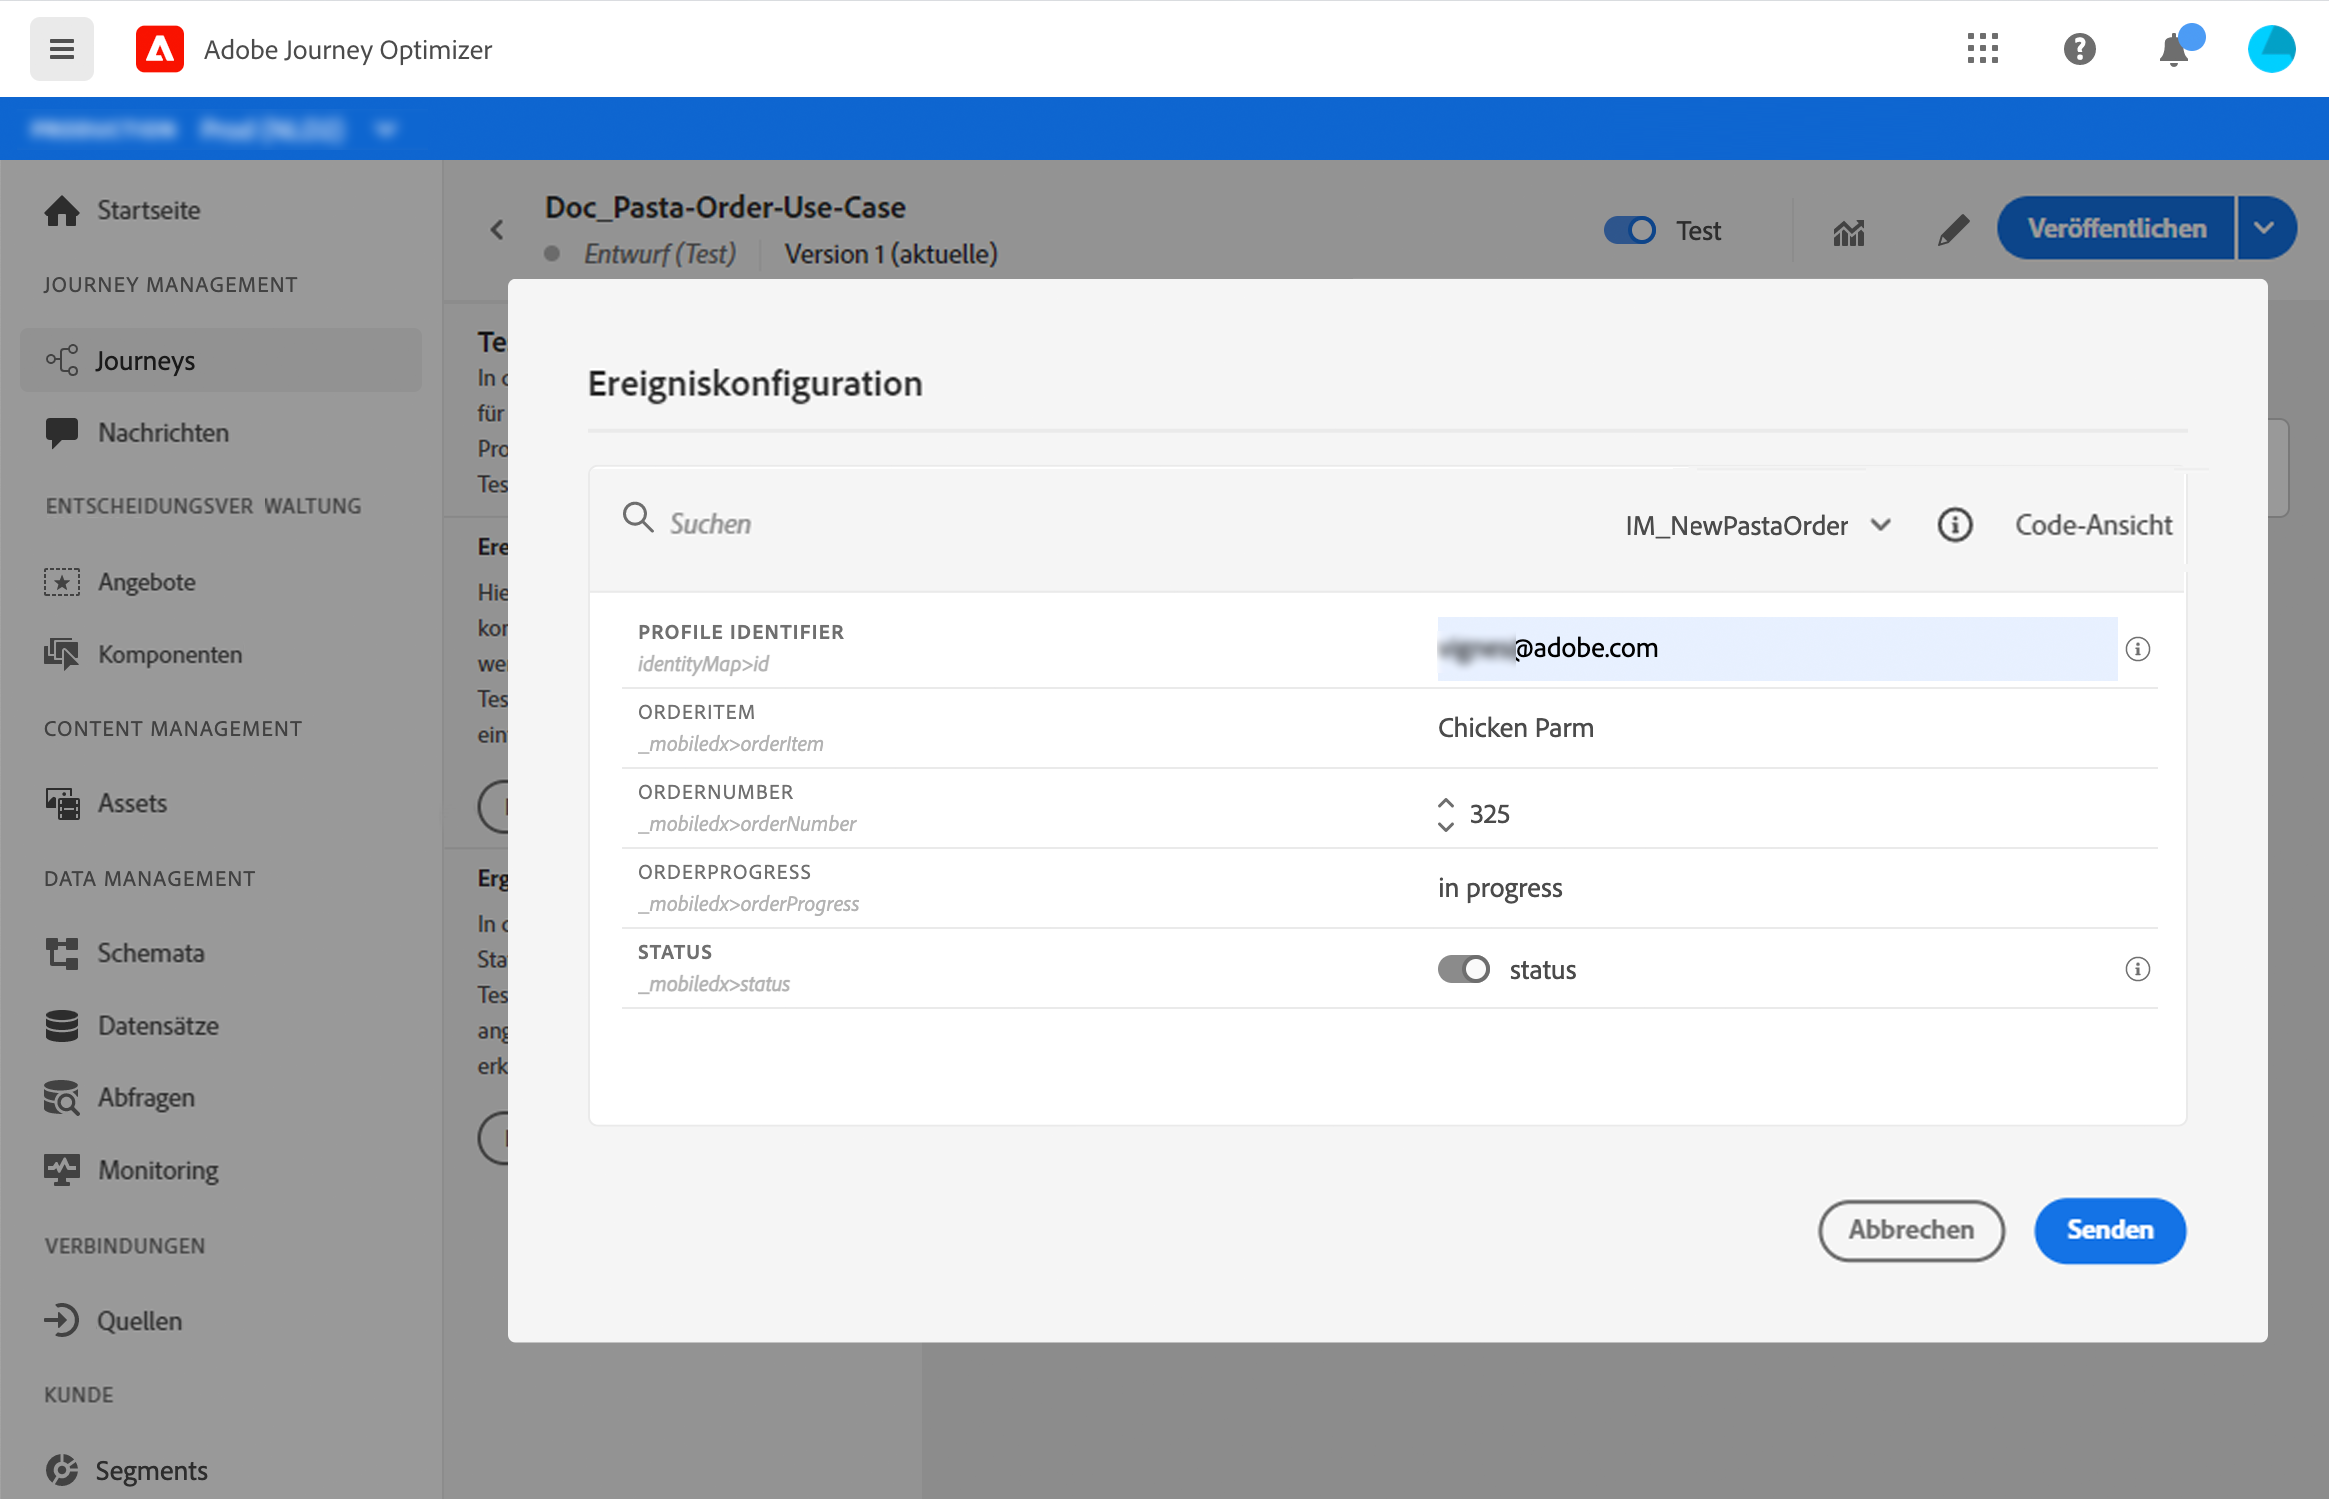 Adobe Journey Optimizer
Startseite
JOURNEY MANAGEMENT
Journeys
Nachrichten
ENTSCHEIDUNGSVER WALTUNG
Angebote
Komponenten
CONTENT MANAGEMENT
Assets
DATA MANAGEMENT
Schemata
Datensätze
Abfragen
Monitoring
VERBINDUNGEN
Quellen
KUNDE
Segments
Doc_Pasta-Order-Use-Case
Entwurf (Test)
Version 1 (aktuelle)
Test
Veröffentlichen
Te
In
für
Pro
Tes
Ere
Hie
kor
we
Tes
ein
Erg
In
Sta
Tes
ang
erk
Ereigniskonfiguration
Suchen
IM_NewPastaOrder
Code-Ansicht
PROFILE IDENTIFIER
identityMap>id
@adobe.com
ORDERITEM
_mobiledx>orderItem
Chicken Parm
ORDERNUMBER
_mobiledx>orderNumber
325
ORDERPROGRESS
_mobiledx>orderProgress
in progress
STATUS
_mobiledx>status
status
Abbrechen
Senden